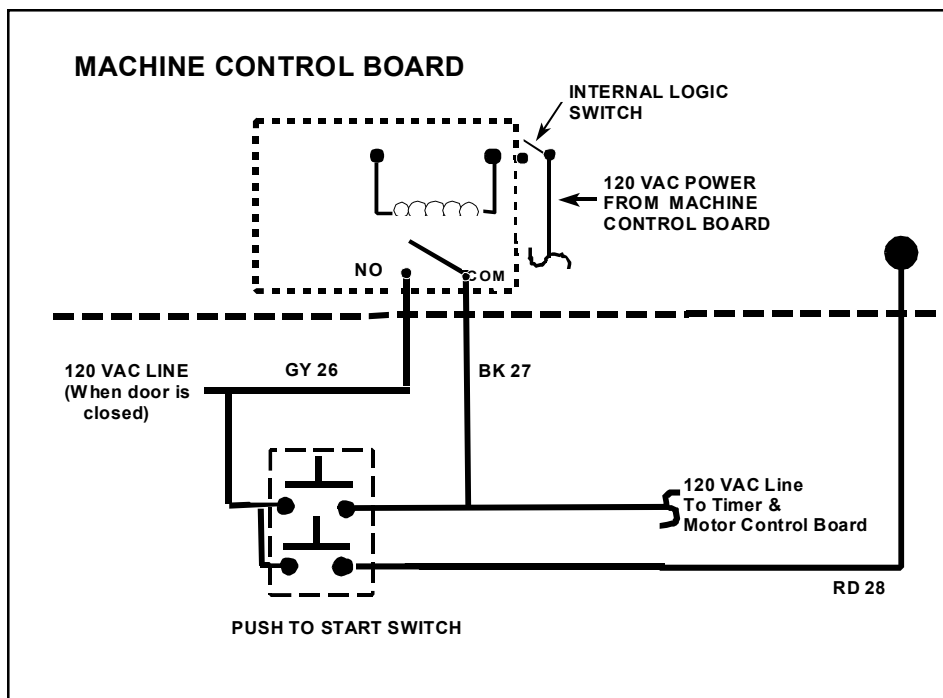 MACHINE CONTROL BOARD
INTERNAL LOGIC
SWITCH
120 VAC POWER
FROM MACHINE
CONTROL BOARD
NO
COM
120 VAC LINE
(When door is
closed)
GY 26
BK 27
120 VAC Line
To Timer &
Motor Control Board
RD 28
PUSH TO START SWITCH